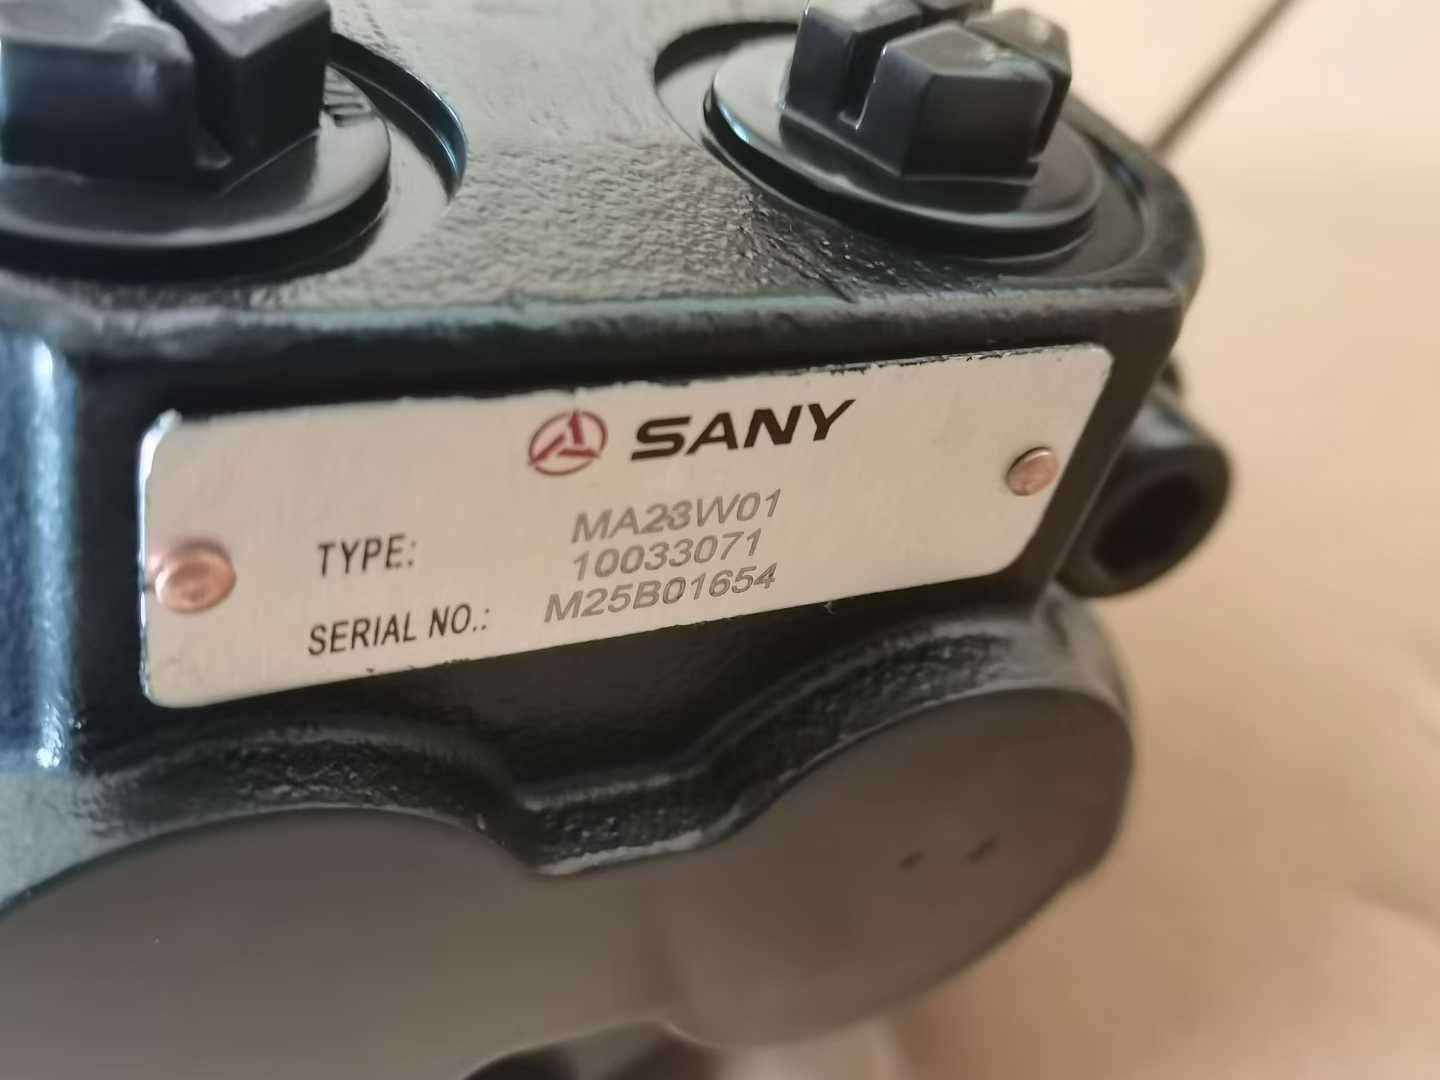 SANY
TYPE: MA23W01
10033071
SERIAL NO.: M25B01654